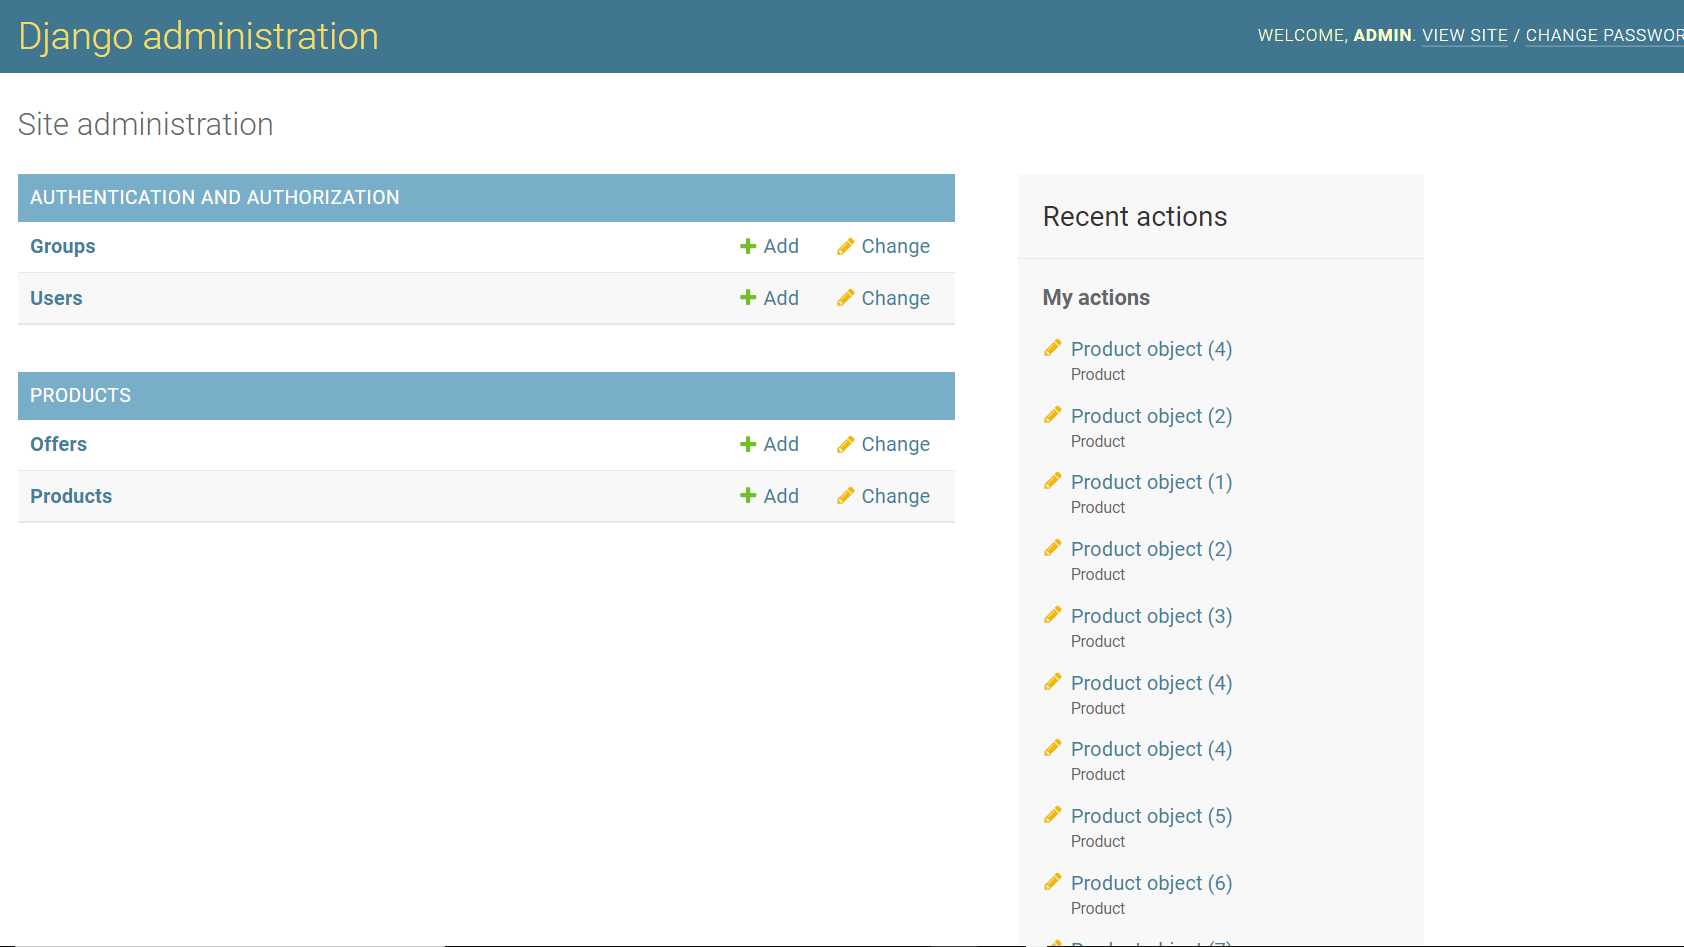 Django administration
WELCOME, ADMIN. VIEW SITE / CHANGE PASSWOR
Site administration
AUTHENTICATION AND AUTHORIZATION
Groups Add Change
Users Add Change
PRODUCTS
Offers Add Change
Products Add Change
Recent actions
My actions
Product object (4)
Product
Product object (2)
Product
Product object (1)
Product
Product object (2)
Product
Product object (3)
Product
Product object (4)
Product
Product object (4)
Product
Product object (5)
Product
Product object (6)
Product